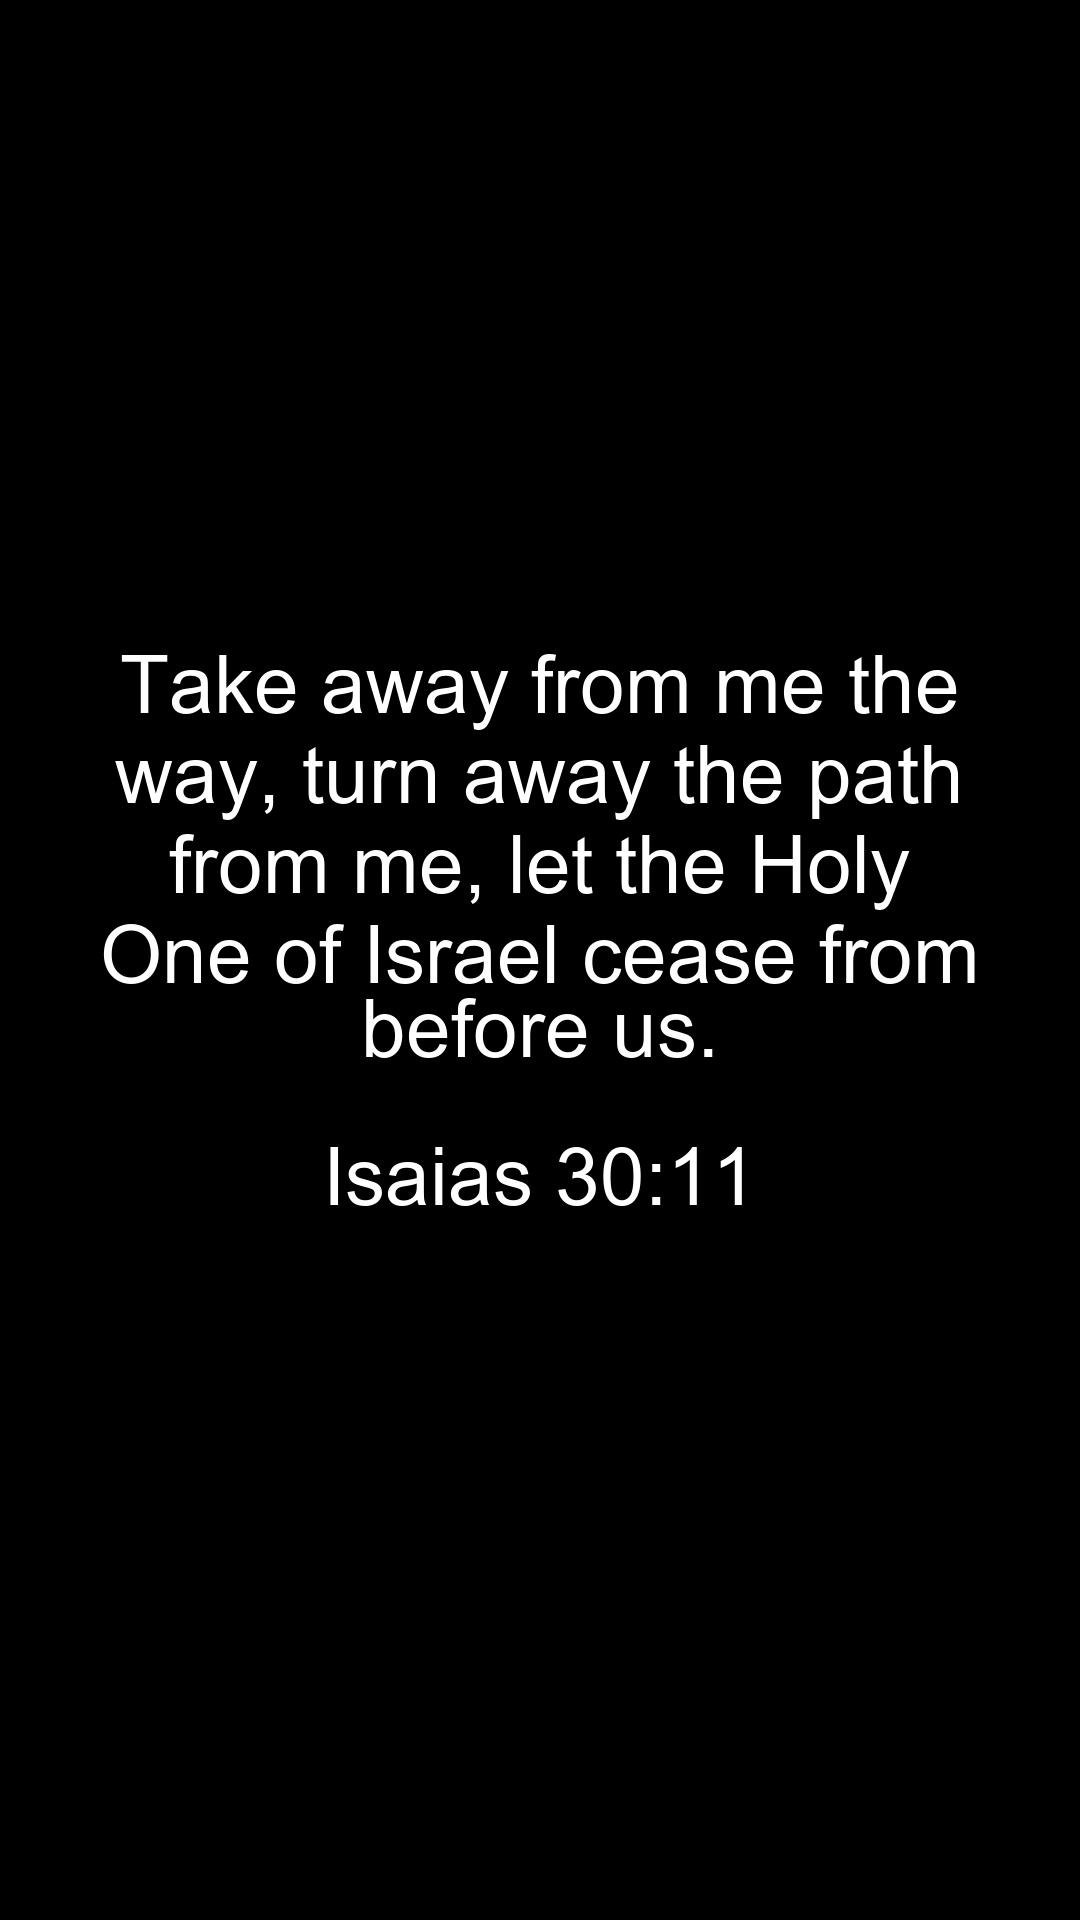 Take away from me the
way, turn away the path
from me, let the Holy
One of Israel cease from
before us.
Isaias 30:11